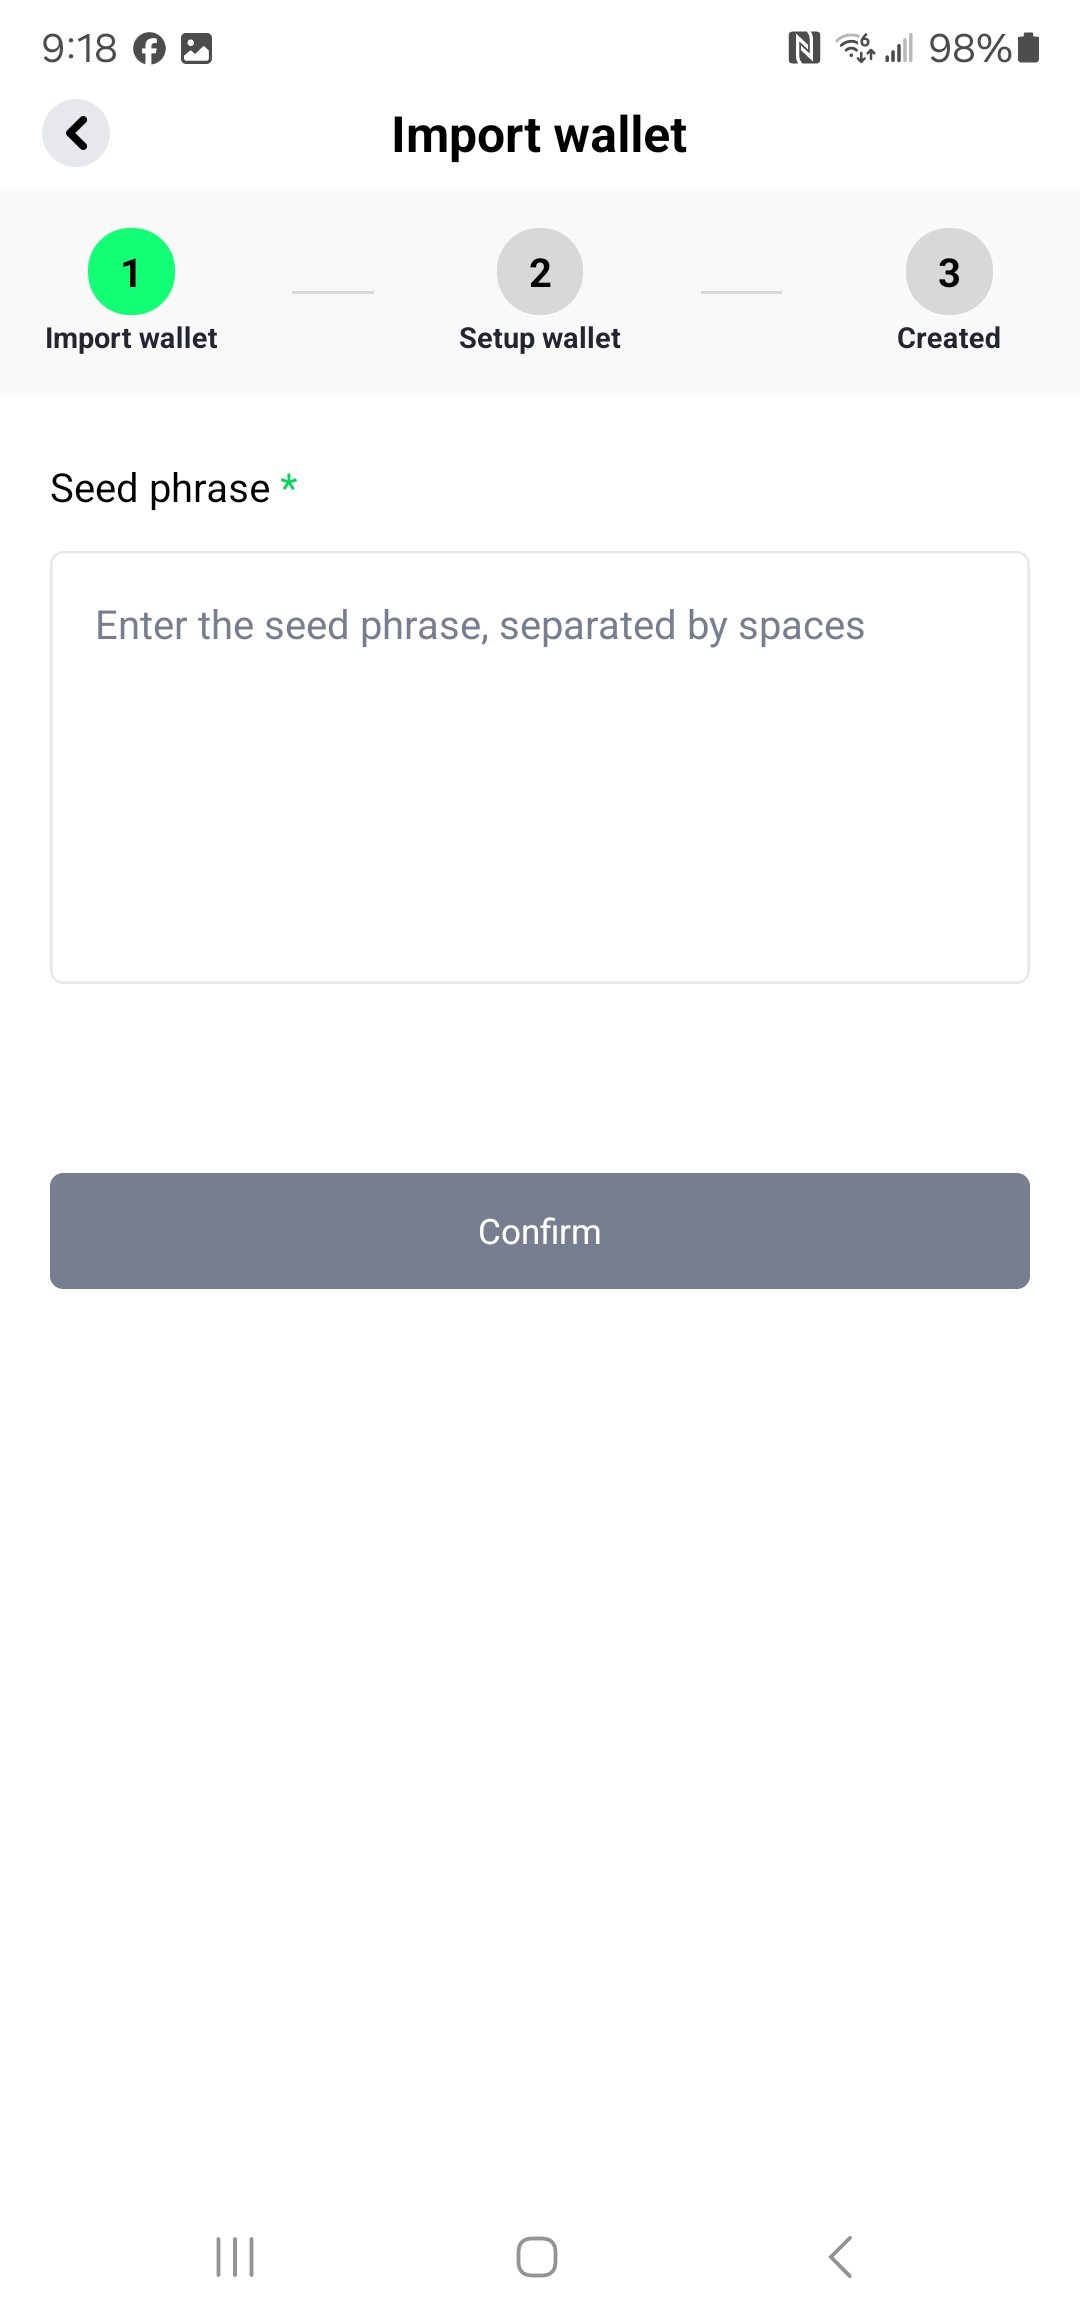 9:18 98%
Import wallet
1 2 3
Import wallet Setup wallet Created
Seed phrase *
Enter the seed phrase, separated by spaces
Confirm